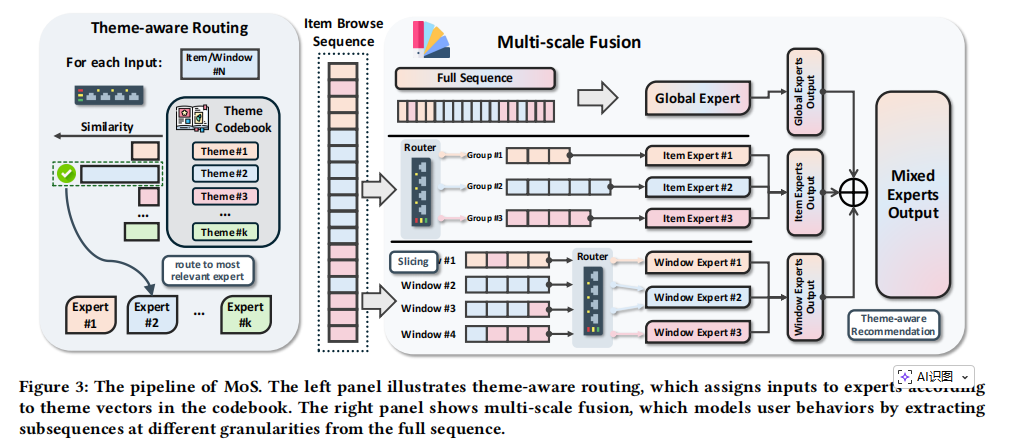 Theme-aware Routing
For each Input:
Item/Window
#N
Similarity
Theme
Codebook
Theme#1
Theme#2
Theme#3
...
Theme#k
...
route to most
relevant expert
Expert
#1
Expert
#2
...
Expert
#k
Item Browse
Sequence
Multi-scale Fusion
Full Sequence
Global Expert
Global Experts
Output
Router
Group #1
Group #2
Group #3
Item Expert #1
Item Expert #2
Item Expert #3
Item Experts
Output
Slicing
#1
Window #2
Window #3
Window #4
Router
Window Expert #1
Window Expert #2
Window Expert #3
Window Experts
Output
Mixed
Experts
Output
Theme-aware
Recommendation
AI识图
Figure 3: The pipeline of MoS. The left panel illustrates theme-aware routing, which assigns inputs to experts according
to theme vectors in the codebook. The right panel shows multi-scale fusion, which models user behaviors by extracting
subsequences at different granularities from the full sequence.